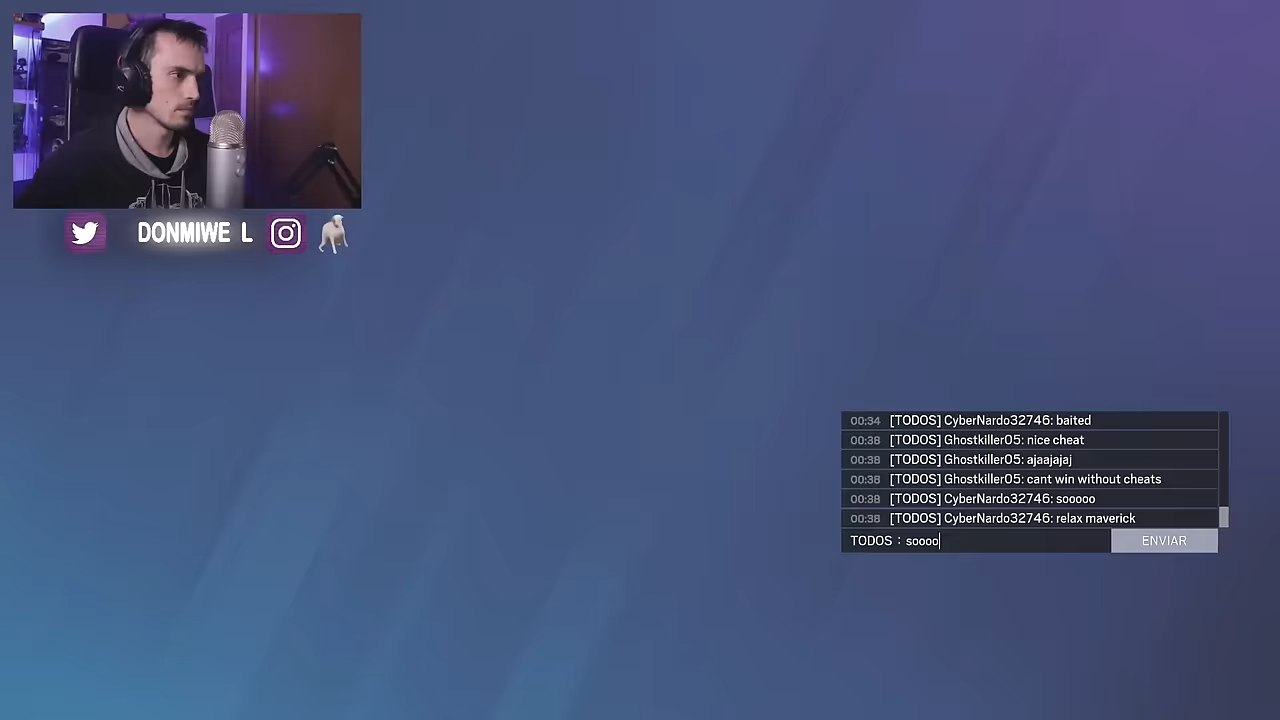 DONMIWE L
00:34 [TODOS] CyberNardo32746: baited
00:38 [TODOS] Ghostkiller05: nice cheat
00:38 [TODOS] Ghostkiller05: ajaajajaj
00:38 [TODOS] Ghostkiller05: cant win without cheats
00:38 [TODOS] CyberNardo32746: sooooo
00:38 [TODOS] CyberNardo32746: relax maverick
TODOS : soooo ENVIAR